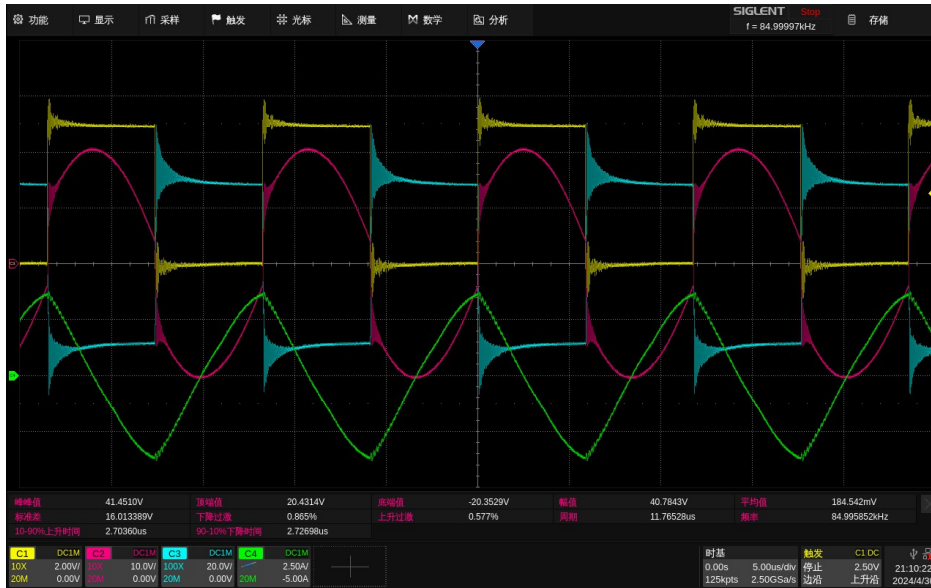 功能 显示 采样 触发 光标 测量 数学 分析 SIGLENT Stop 存储
f = 84.99997kHz
峰峰值 41.4510V 顶端值 20.4314V 底端值 -20.3529V 幅值 40.7843V 平均值 184.542mV
标准差 16.013389V 下降过激 0.865% 上升过激 0.577% 周期 11.76528us 频率 84.995852kHz
10-90%上升时间 2.70360us 90-10%下降时间 2.72698us
C1 DC1M C2 DC1M C3 DC1M C4 DC1M 时基 触发 C1 DC
10X 2.00V/ 10X 10.0V/ 100X 20.0V/ 2.50A/ 0.00s 5.00us/div 停止 2.50V 21:10:22
20M 0.00V 20M 0.00V 20M 0.00V 20M -5.00A 125kpts 2.50GSa/s 边沿 上升沿